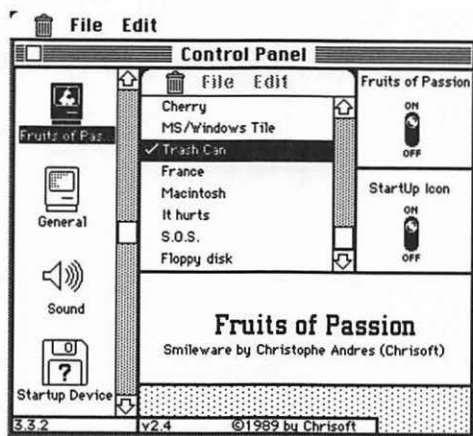 File Edit
Control Panel
File Edit
Fruits of Passion
Cherry
ON
MS/Windows Tile
Fruits of Pas...
✓ Trash Can
OFF
France
StartUp Icon
Macintosh
ON
General
It hurts
S.O.S.
Floppy disk
OFF
Sound
Fruits of Passion
Smileware by Christophe Andres (Chrisoft)
?
Startup Device
3.3.2
v2.4
©1989 by Chrisoft